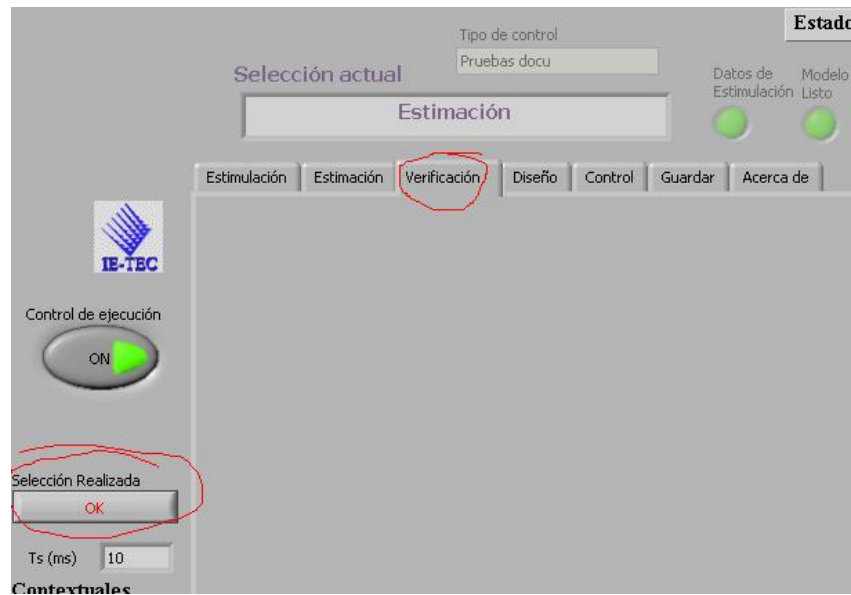 Estado
Tipo de control
Pruebas docu
Selección actual
Estimación
Datos de
Estimulación
Modelo
Listo
Estimulación
Estimación
Verificación
Diseño
Control
Guardar
Acerca de
IE-TEC
Control de ejecución
ON
Selección Realizada
OK
Ts (ms) 10
Contextuales